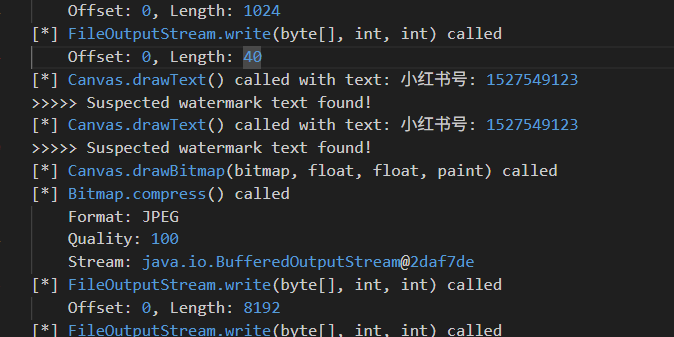 Offset: 0, Length: 1024
[*] FileOutputStream.write(byte[], int, int) called
Offset: 0, Length: 40
[*] Canvas.drawText() called with text: 小红书号: 1527549123
>>>>> Suspected watermark text found!
[*] Canvas.drawText() called with text: 小红书号: 1527549123
>>>>> Suspected watermark text found!
[*] Canvas.drawBitmap(bitmap, float, float, paint) called
[*] Bitmap.compress() called
Format: JPEG
Quality: 100
Stream: java.io.BufferedOutputStream@2daf7de
[*] FileOutputStream.write(byte[], int, int) called
Offset: 0, Length: 8192
[*] FileOutputStream.write(byte[], int, int) called